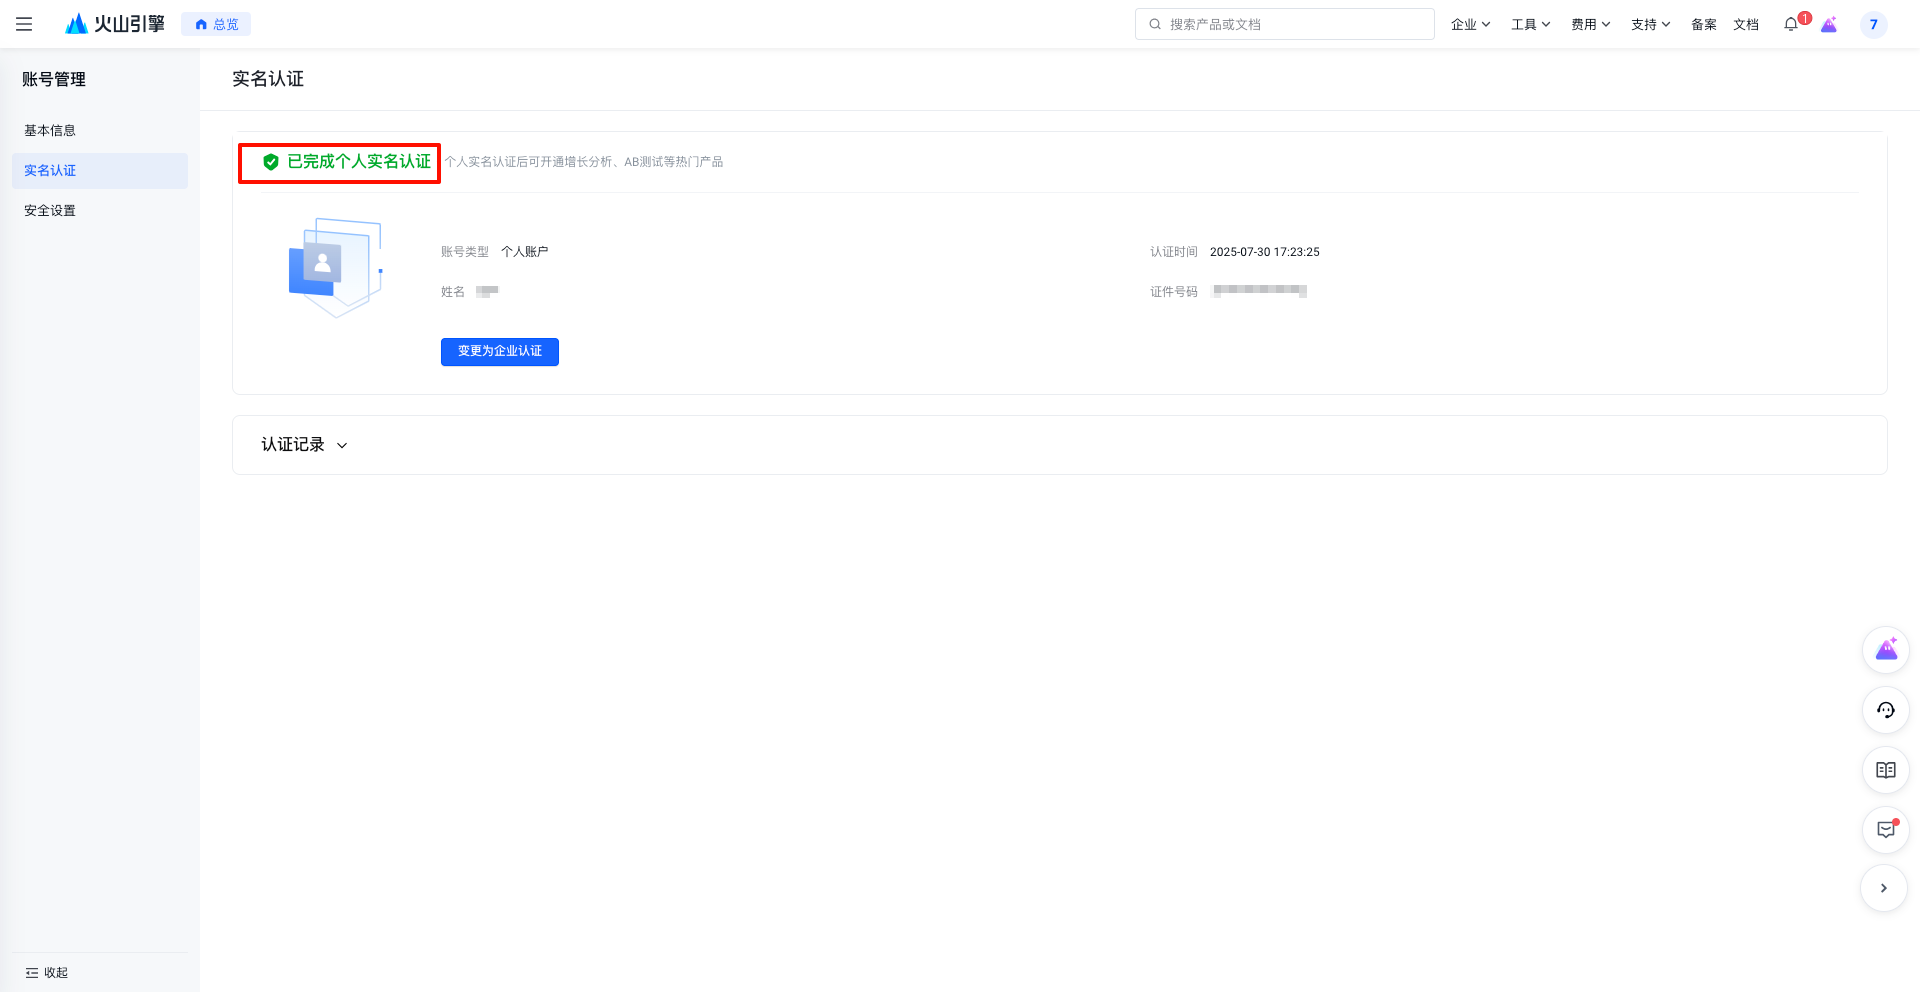 火山引擎
总览
搜索产品或文档
企业
工具
费用
支持
备案
文档
1
7
账号管理
基本信息
实名认证
安全设置
收起
实名认证
已完成个人实名认证
个人实名认证后可开通增长分析、AB测试等热门产品
账号类型 个人账户
认证时间 2025-07-30 17:23:25
姓名
证件号码
变更为企业认证
认证记录